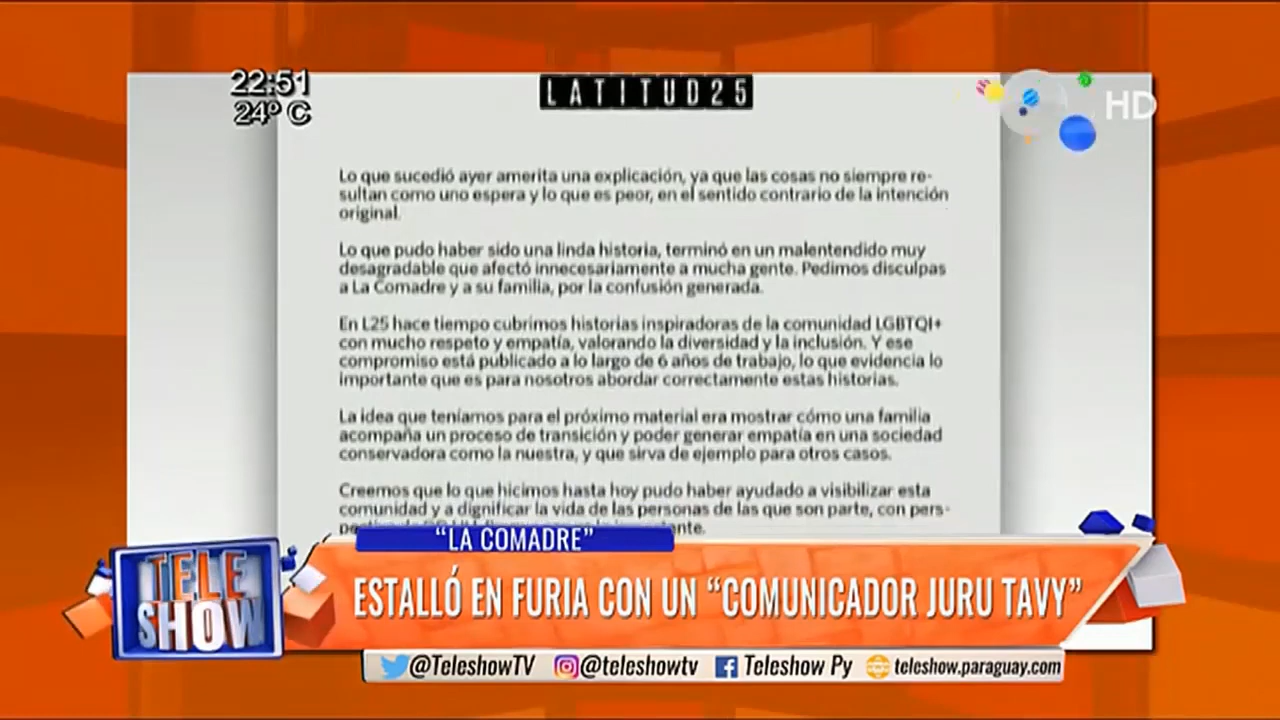 22:51
24º C
LATITUD25
HD
Lo que sucedió ayer amerita una explicación, ya que las cosas no siempre re-
sultan como uno espera y lo que es peor, en el sentido contrario de la intención
original.
Lo que pudo haber sido una linda historia, terminó en un malentendido muy
desagradable que afectó innecesariamente a mucha gente. Pedimos disculpas
a La Comadre y a su familia, por la confusión generada.
En L25 hace tiempo cubrimos historias inspiradoras de la comunidad LGBTQI+
con mucho respeto y empatía, valorando la diversidad y la inclusión. Y ese
compromiso está publicado a lo largo de 6 años de trabajo, lo que evidencia lo
importante que es para nosotros abordar correctamente estas historias.
La idea que teníamos para el próximo material era mostrar cómo una familia
acompaña un proceso de transición y poder generar empatía en una sociedad
conservadora como la nuestra, y que sirva de ejemplo para otros casos.
Creemos que lo que hicimos hasta hoy pudo haber ayudado a visibilizar esta
comunidad y a dignificar la vida de las personas de las que son parte, con pers-
"LA COMADRE"
TELE
SHOW
ESTALLÓ EN FURIA CON UN "COMUNICADOR JURU TAVY"
@TeleshowTV @teleshowtv Teleshow Py teleshow.paraguay.com